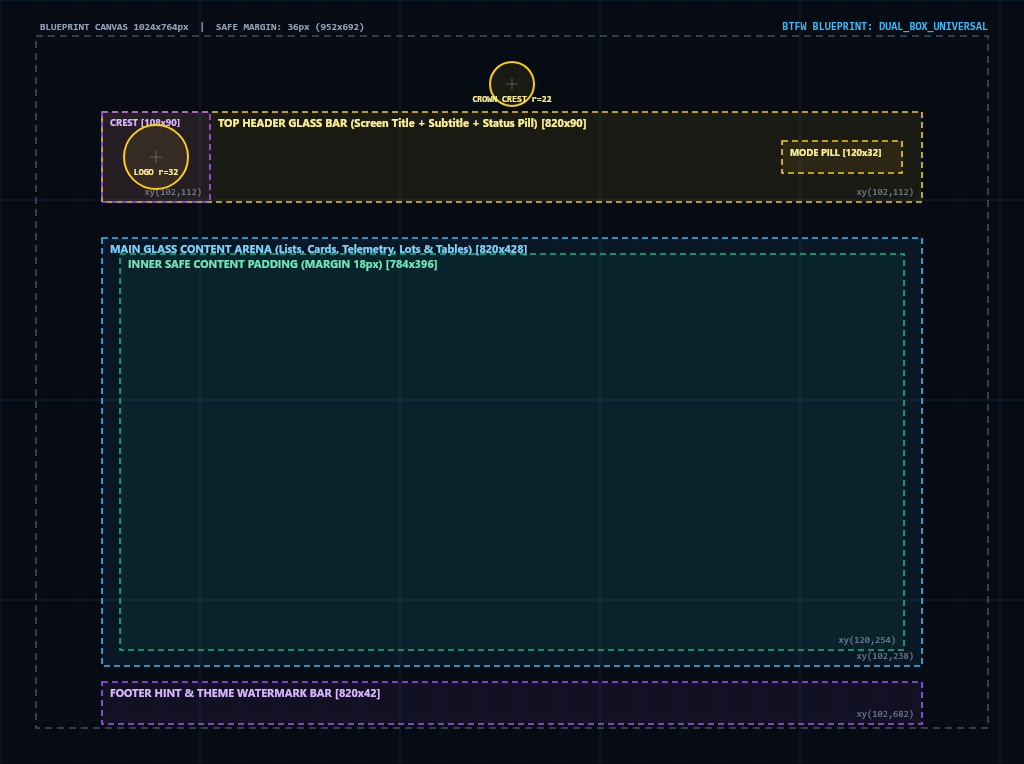 BLUEPRINT CANVAS 1024x764px | SAFE MARGIN: 36px (952x692)
BTFW BLUEPRINT: DUAL_BOX_UNIVERSAL
CROWN CREST r=22
CREST [108x90]
TOP HEADER GLASS BAR (Screen Title + Subtitle + Status Pill) [820x90]
MODE PILL [120x32]
LOGO r=32
xy(102,112)
xy(102,112)
MAIN GLASS CONTENT ARENA (Lists, Cards, Telemetry, Lots & Tables) [820x428]
INNER SAFE CONTENT PADDING (MARGIN 18px) [784x396]
xy(120,254)
xy(102,238)
FOOTER HINT & THEME WATERMARK BAR [820x42]
xy(102,682)